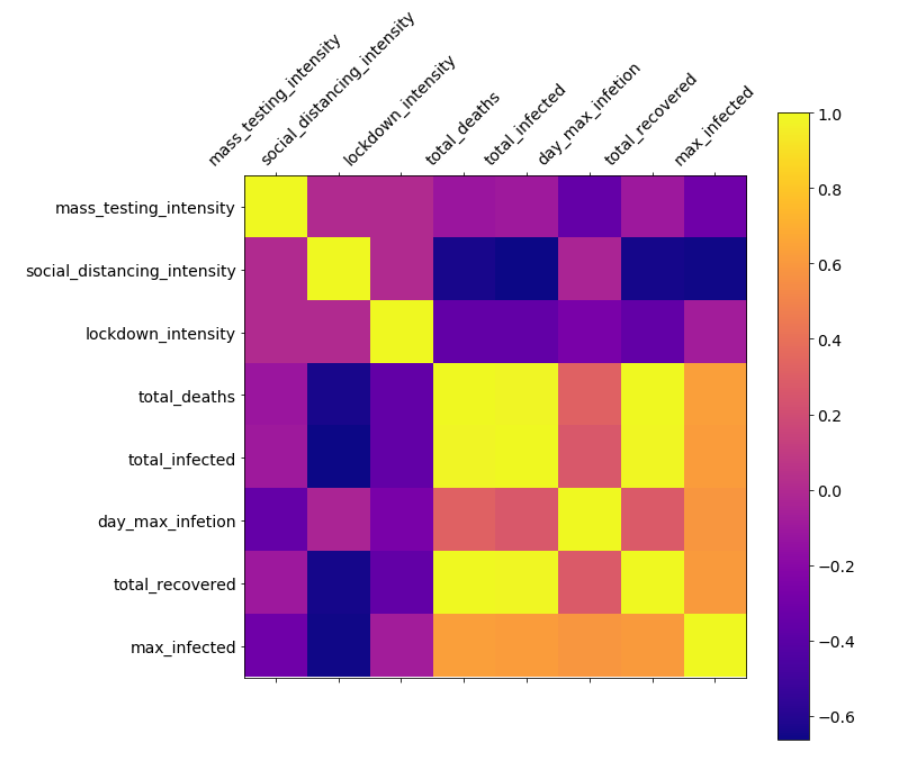 mass_testing_intensity
social_distancing_intensity
lockdown_intensity
total_deaths
total_infected
day_max_infetion
total_recovered
max_infected
mass_testing_intensity
social_distancing_intensity
lockdown_intensity
total_deaths
total_infected
day_max_infetion
total_recovered
max_infected
1.0
0.8
0.6
0.4
0.2
0.0
−0.2
−0.4
−0.6